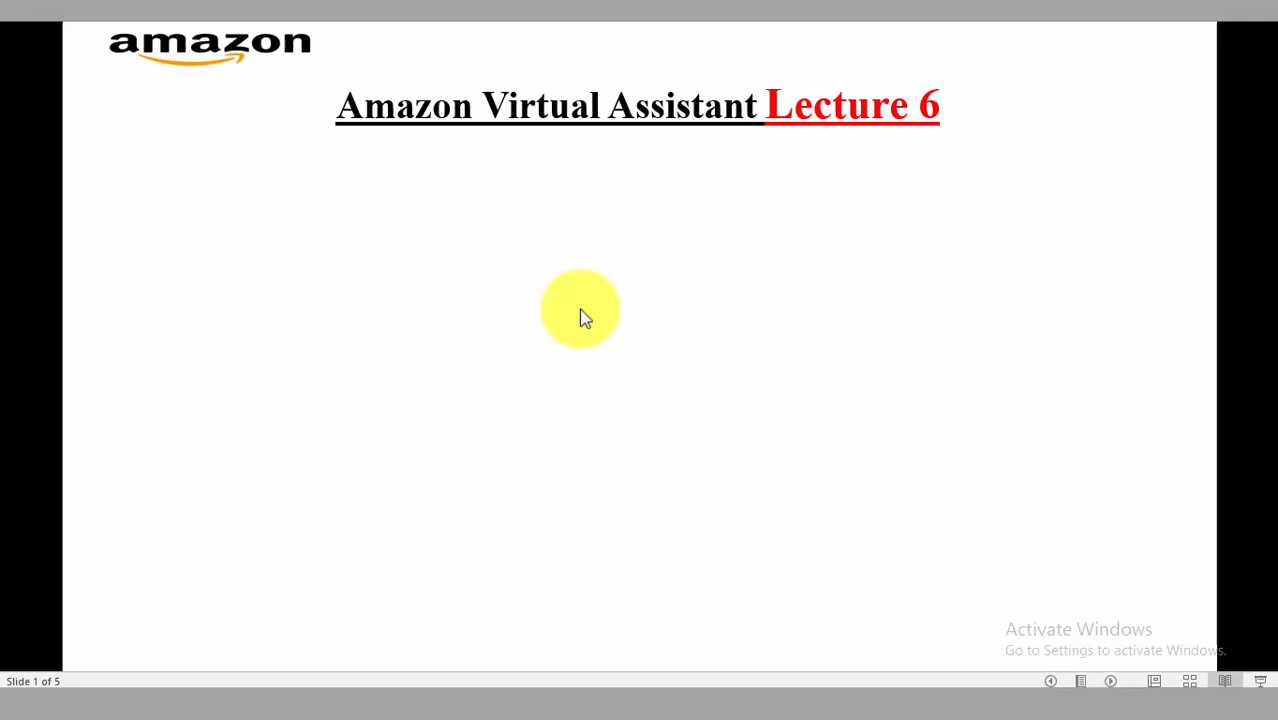 amazon
Amazon Virtual Assistant Lecture 6
Activate Windows
Go to Settings to activate Windows.
Slide 1 of 5